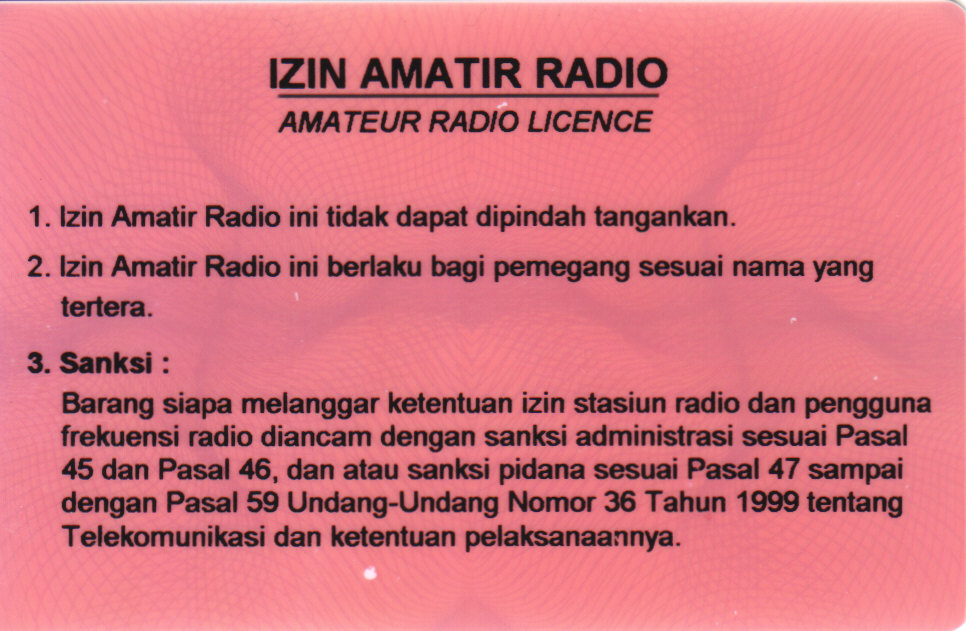 IZIN AMATIR RADIO
AMATEUR RADIO LICENCE
1. Izin Amatir Radio ini tidak dapat dipindah tangankan.
2. Izin Amatir Radio ini berlaku bagi pemegang sesuai nama yang
tertera.
3. Sanksi :
Barang siapa melanggar ketentuan izin stasiun radio dan pengguna
frekuensi radio diancam dengan sanksi administrasi sesuai Pasal
45 dan Pasal 46, dan atau sanksi pidana sesuai Pasal 47 sampai
dengan Pasal 59 Undang-Undang Nomor 36 Tahun 1999 tentang
Telekomunikasi dan ketentuan pelaksanaannya.